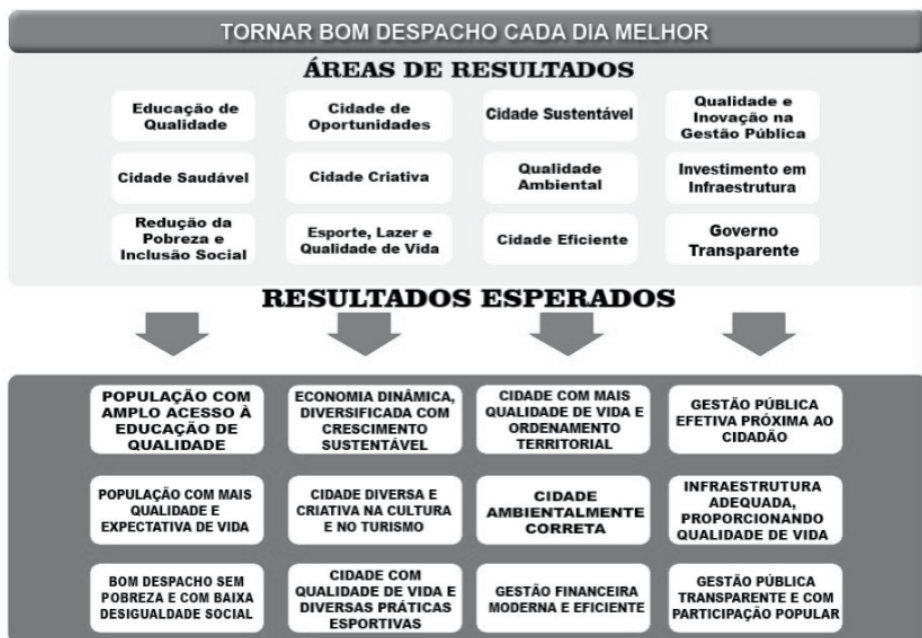 TORNAR BOM DESPACHO CADA DIA MELHOR
ÁREAS DE RESULTADOS
Educação de
Qualidade
Cidade de
Oportunidades
Cidade Sustentável
Qualidade e
Inovação na
Gestão Pública
Cidade Saudável
Cidade Criativa
Qualidade
Ambiental
Investimento em
Infraestrutura
Redução da
Pobreza e
Inclusão Social
Esporte, Lazer e
Qualidade de Vida
Cidade Eficiente
Governo
Transparente
RESULTADOS ESPERADOS
POPULAÇÃO COM
AMPLO ACESSO À
EDUCAÇÃO DE
QUALIDADE
ECONOMIA DINÂMICA,
DIVERSIFICADA COM
CRESCIMENTO
SUSTENTÁVEL
CIDADE COM MAIS
QUALIDADE DE VIDA E
ORDENAMENTO
TERRITORIAL
GESTÃO PÚBLICA
EFETIVA PRÓXIMA AO
CIDADÃO
POPULAÇÃO COM MAIS
QUALIDADE E
EXPECTATIVA DE VIDA
CIDADE DIVERSA E
CRIATIVA NA CULTURA
E NO TURISMO
CIDADE
AMBIENTALMENTE
CORRETA
INFRAESTRUTURA
ADEQUADA,
PROPORCIONANDO
QUALIDADE DE VIDA
BOM DESPACHO SEM
POBREZA E COM BAIXA
DESIGUALDADE SOCIAL
CIDADE COM
QUALIDADE DE VIDA E
DIVERSAS PRÁTICAS
ESPORTIVAS
GESTÃO FINANCEIRA
MODERNA E EFICIENTE
GESTÃO PÚBLICA
TRANSPARENTE E COM
PARTICIPAÇÃO POPULAR